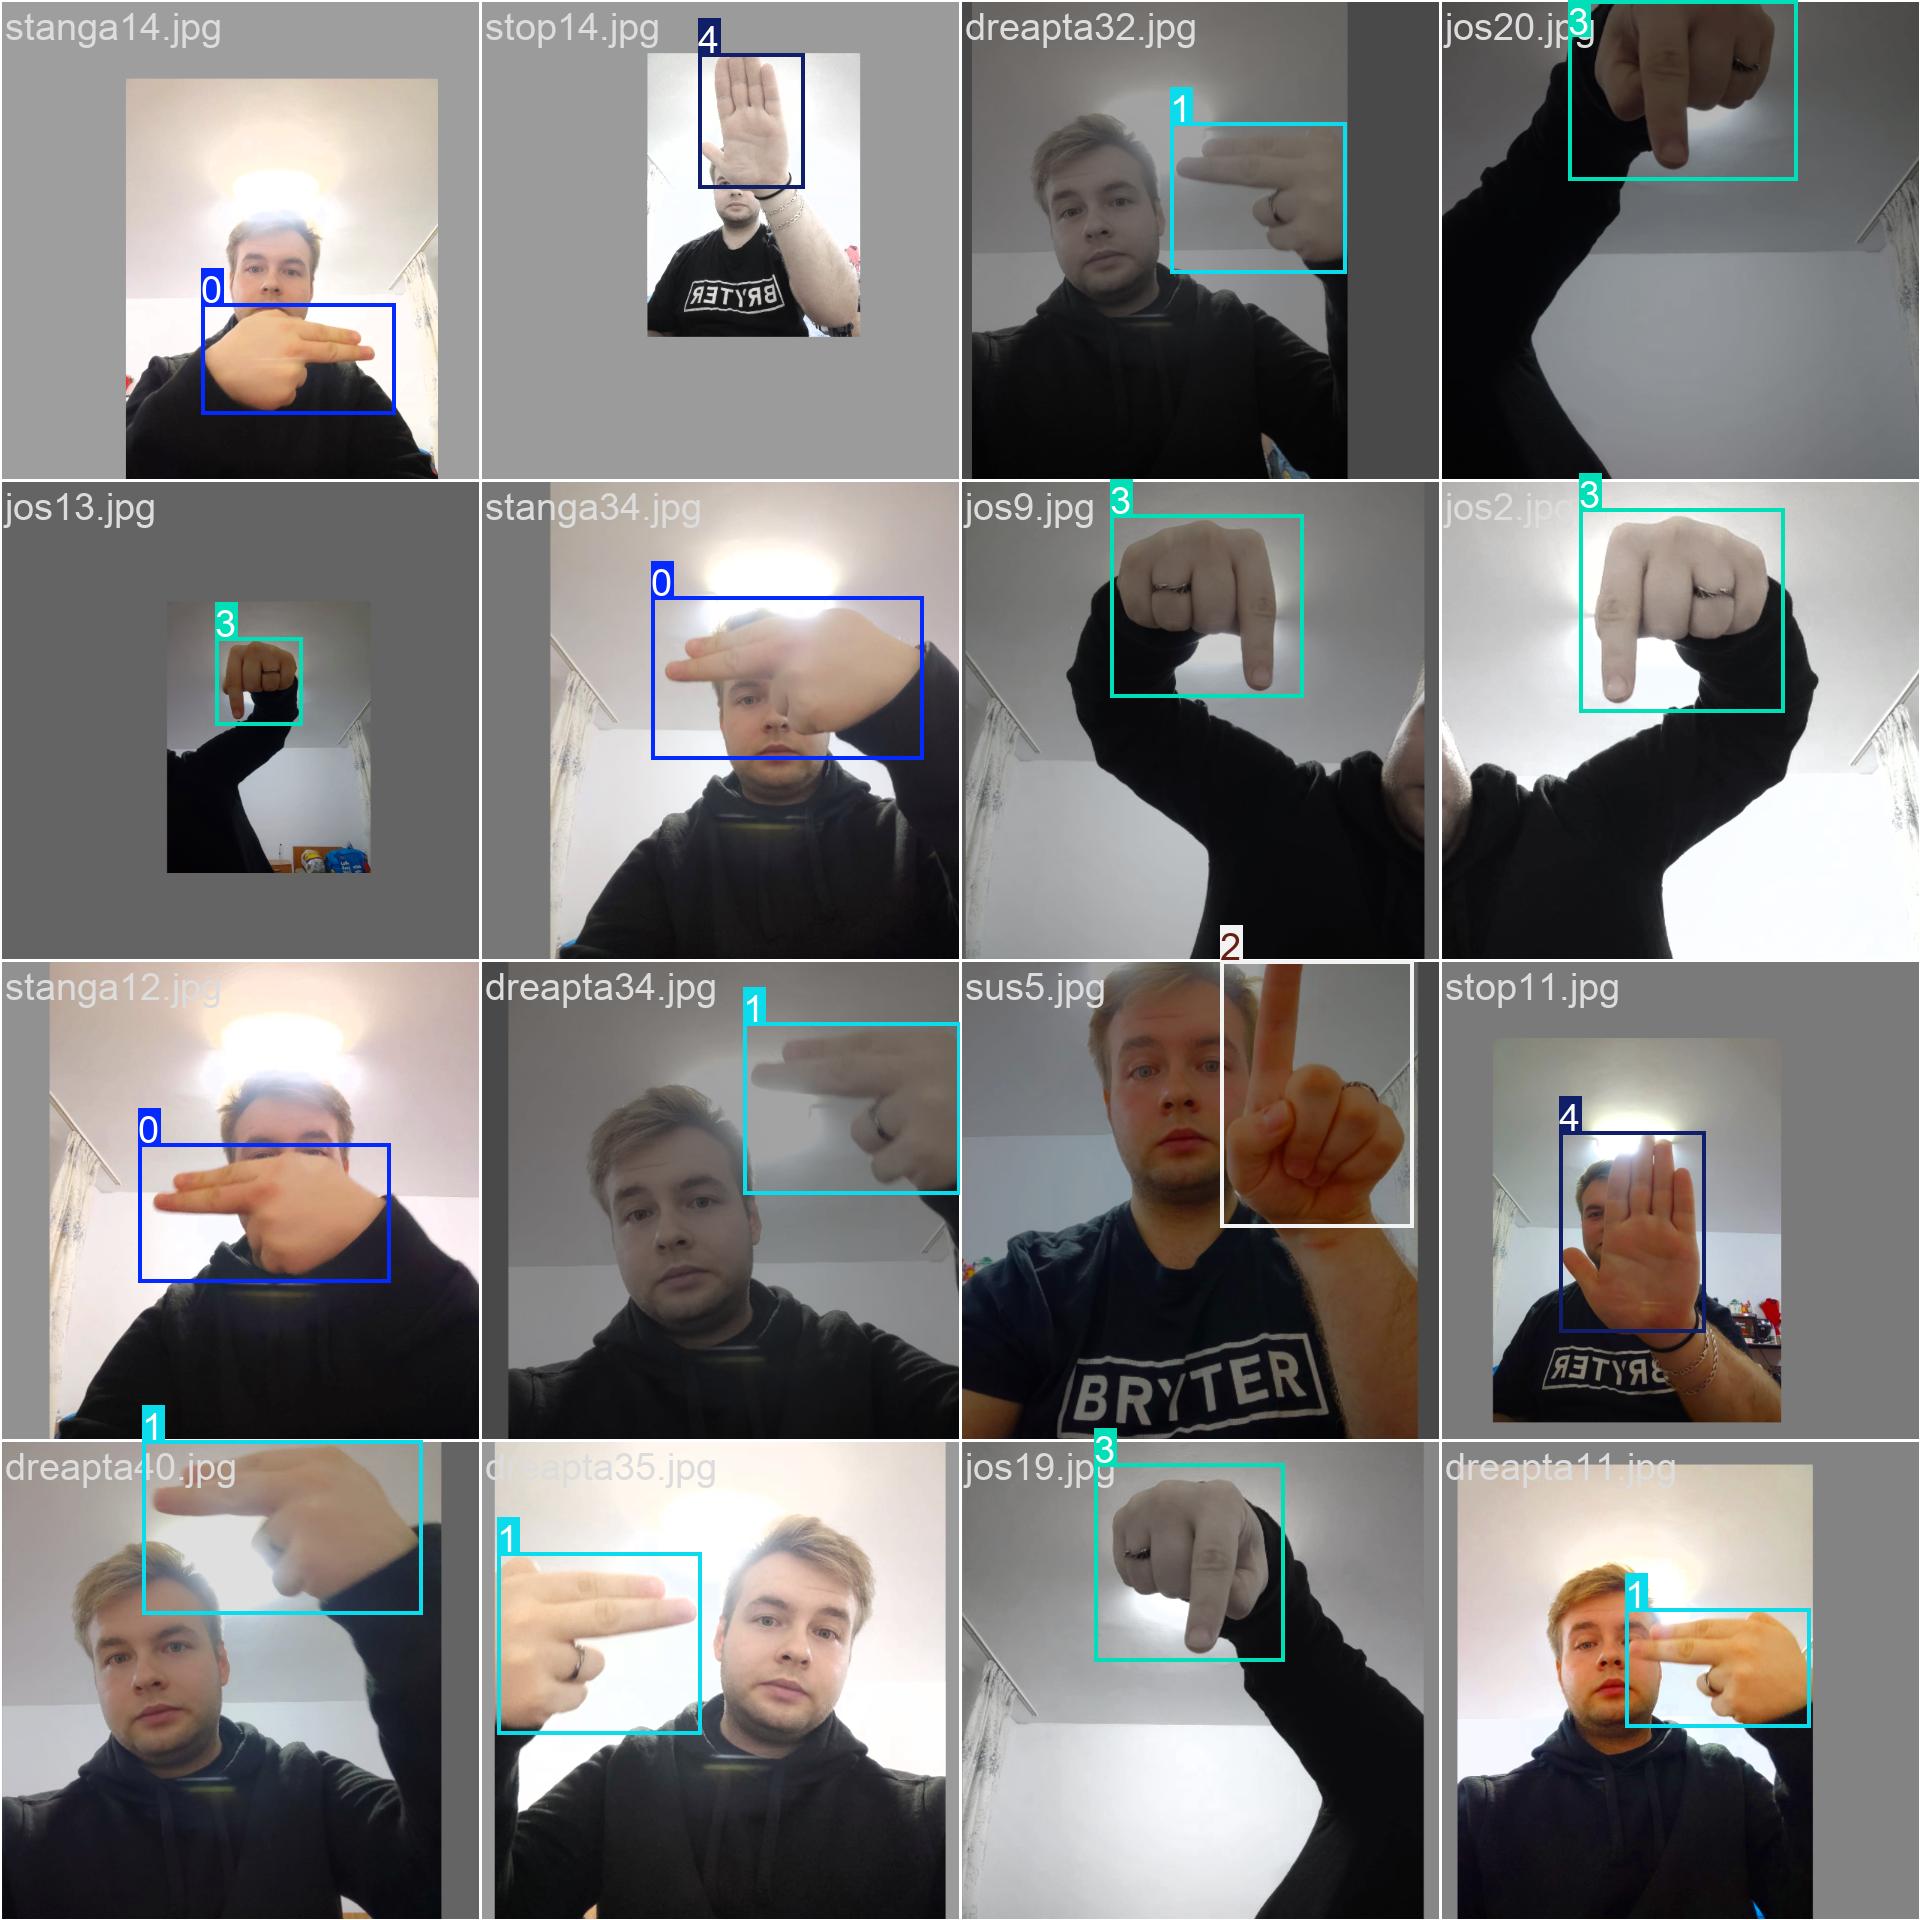 stanga14.jpg
0
stop14.jpg
4
BRYTER
dreapta32.jpg
1
jos20.jpg
3
jos13.jpg
3
stanga34.jpg
0
jos9.jpg
3
jos2.jpg
3
stanga12.jpg
0
dreapta34.jpg
1
sus5.jpg
2
BRYTER
stop11.jpg
4
BRYTER
dreapta40.jpg
1
dreapta35.jpg
1
jos19.jpg
3
dreapta11.jpg
1